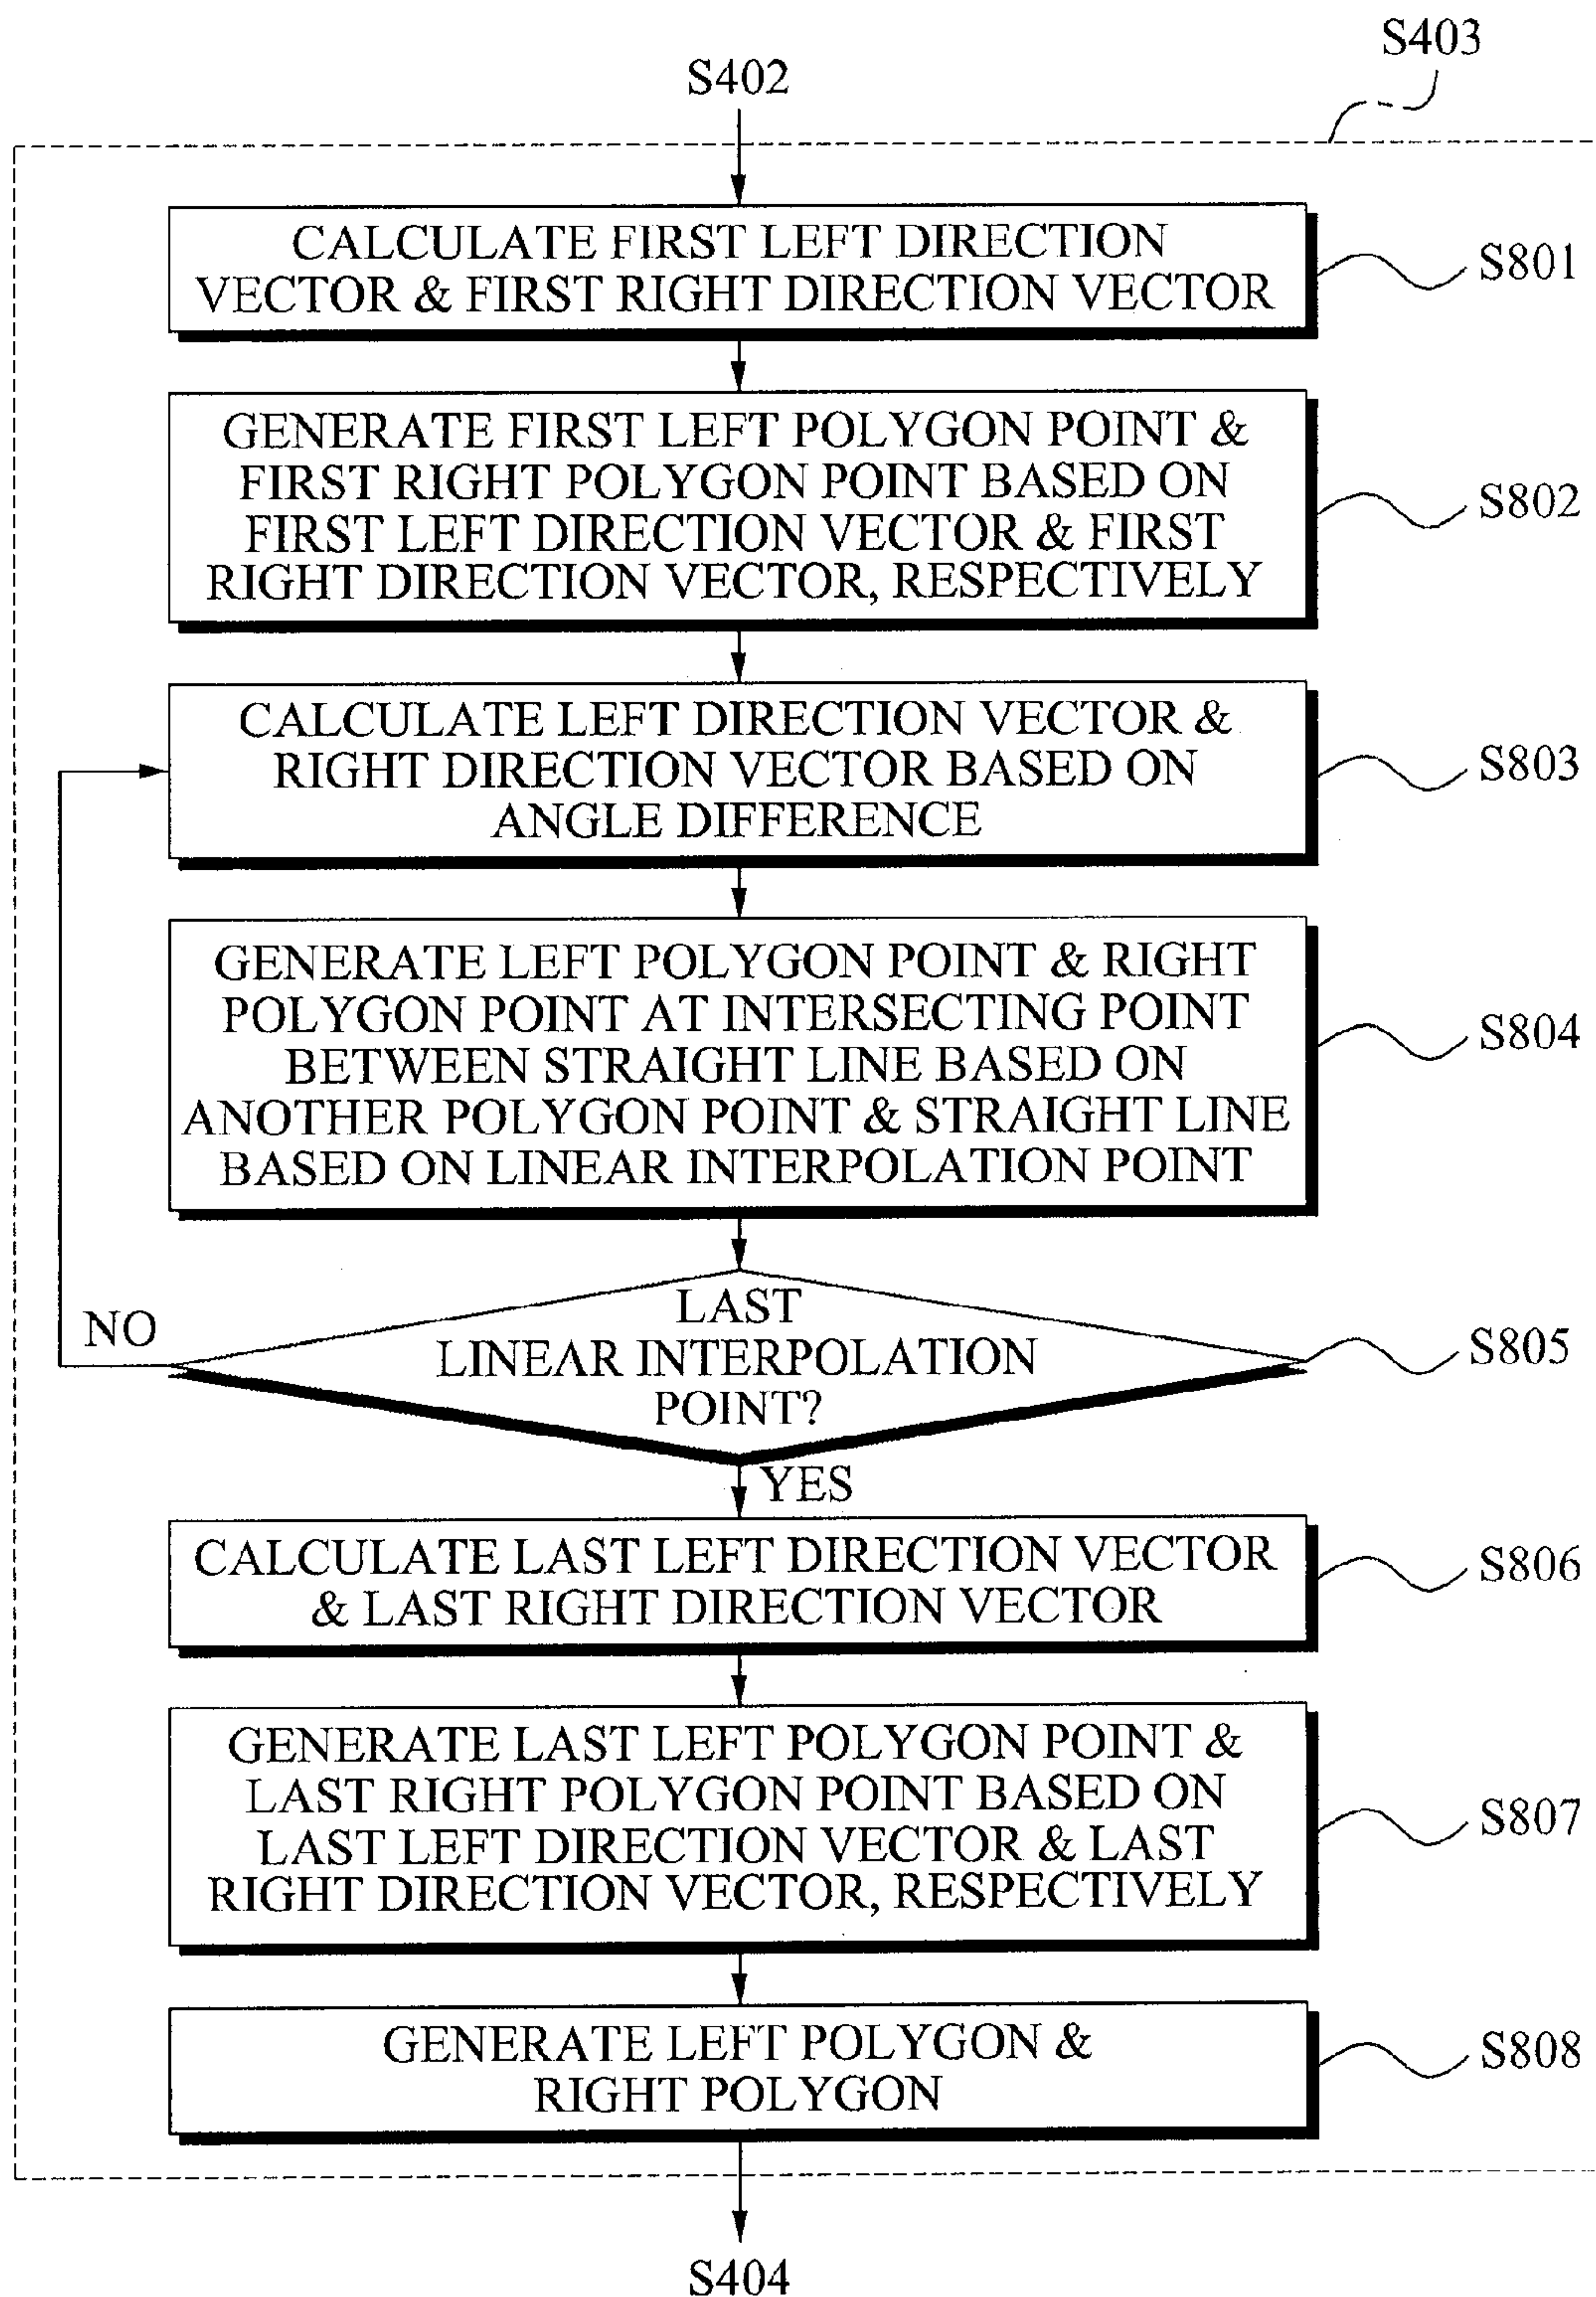 S403
S402
CALCULATE FIRST LEFT DIRECTION
VECTOR & FIRST RIGHT DIRECTION VECTOR
S801
GENERATE FIRST LEFT POLYGON POINT &
FIRST RIGHT POLYGON POINT BASED ON
FIRST LEFT DIRECTION VECTOR & FIRST
RIGHT DIRECTION VECTOR, RESPECTIVELY
S802
CALCULATE LEFT DIRECTION VECTOR &
RIGHT DIRECTION VECTOR BASED ON
ANGLE DIFFERENCE
S803
GENERATE LEFT POLYGON POINT & RIGHT
POLYGON POINT AT INTERSECTING POINT
BETWEEN STRAIGHT LINE BASED ON
ANOTHER POLYGON POINT & STRAIGHT LINE
BASED ON LINEAR INTERPOLATION POINT
S804
NO
LAST
LINEAR INTERPOLATION
POINT?
S805
YES
CALCULATE LAST LEFT DIRECTION VECTOR
& LAST RIGHT DIRECTION VECTOR
S806
GENERATE LAST LEFT POLYGON POINT &
LAST RIGHT POLYGON POINT BASED ON
LAST LEFT DIRECTION VECTOR & LAST
RIGHT DIRECTION VECTOR, RESPECTIVELY
S807
GENERATE LEFT POLYGON &
RIGHT POLYGON
S808
S404